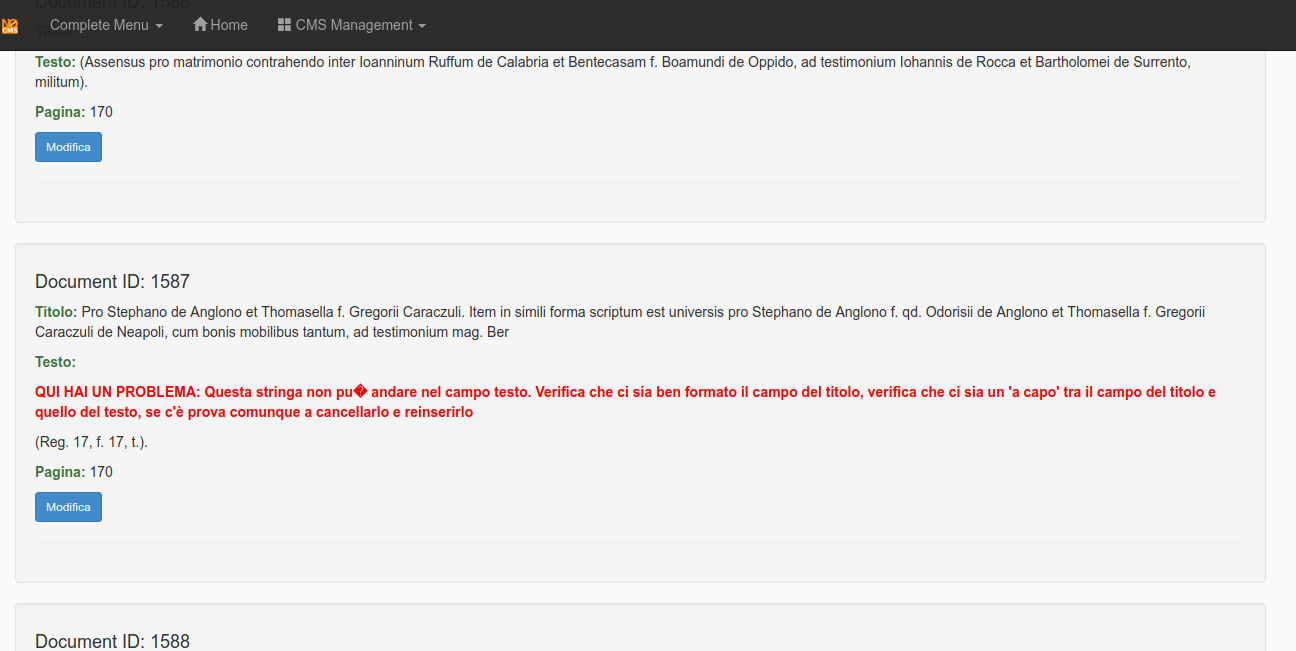 Document ID: 1586
Complete Menu
Home
CMS Management
N2
CMS
Titolo:
Testo: (Assensus pro matrimonio contrahendo inter Ioanninum Ruffum de Calabria et Bentecasam f. Boamundi de Oppido, ad testimonium Iohannis de Rocca et Bartholomei de Surrento,
militum).
Pagina: 170
Modifica
Document ID: 1587
Titolo: Pro Stephano de Anglono et Thomasella f. Gregorii Caraczuli. Item in simili forma scriptum est universis pro Stephano de Anglono f. qd. Odorisii de Anglono et Thomasella f. Gregorii
Caraczuli de Neapoli, cum bonis mobilibus tantum, ad testimonium mag. Ber
Testo:
QUI HAI UN PROBLEMA: Questa stringa non pu� andare nel campo testo. Verifica che ci sia ben formato il campo del titolo, verifica che ci sia un 'a capo' tra il campo del titolo e
quello del testo, se c'è prova comunque a cancellarlo e reinserirlo
(Reg. 17, f. 17, t.).
Pagina: 170
Modifica
Document ID: 1588